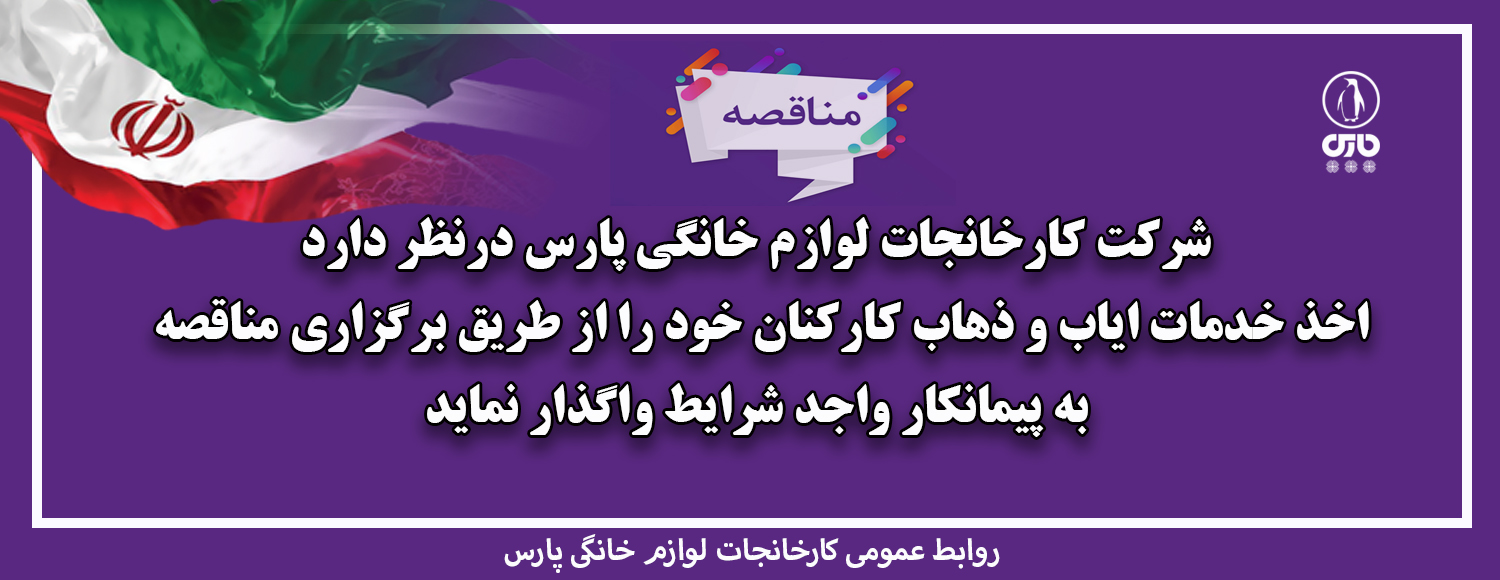 مناقصه
پارس
شرکت کارخانجات لوازم خانگی پارس درنظر دارد
اخذ خدمات ایاب و ذهاب کارکنان خود را از طریق برگزاری مناقصه
به پیمانکار واجد شرایط واگذار نماید
روابط عمومی کارخانجات لوازم خانگی پارس